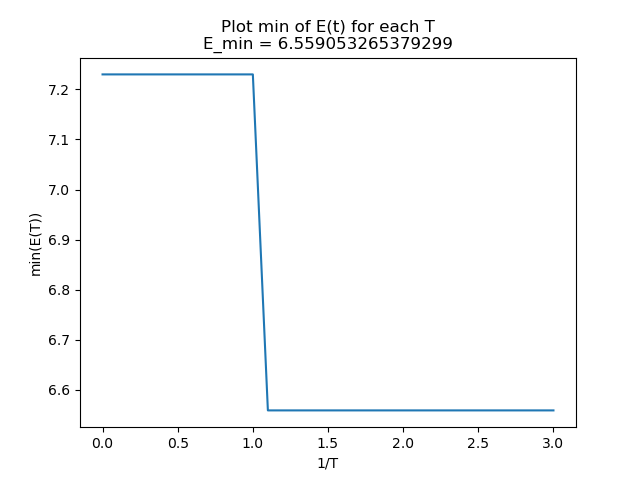 Plot min of E(t) for each T
E_min = 6.559053265379299
7.2
7.1
7.0
6.9
6.8
6.7
6.6
min(E(T))
0.0 0.5 1.0 1.5 2.0 2.5 3.0
1/T